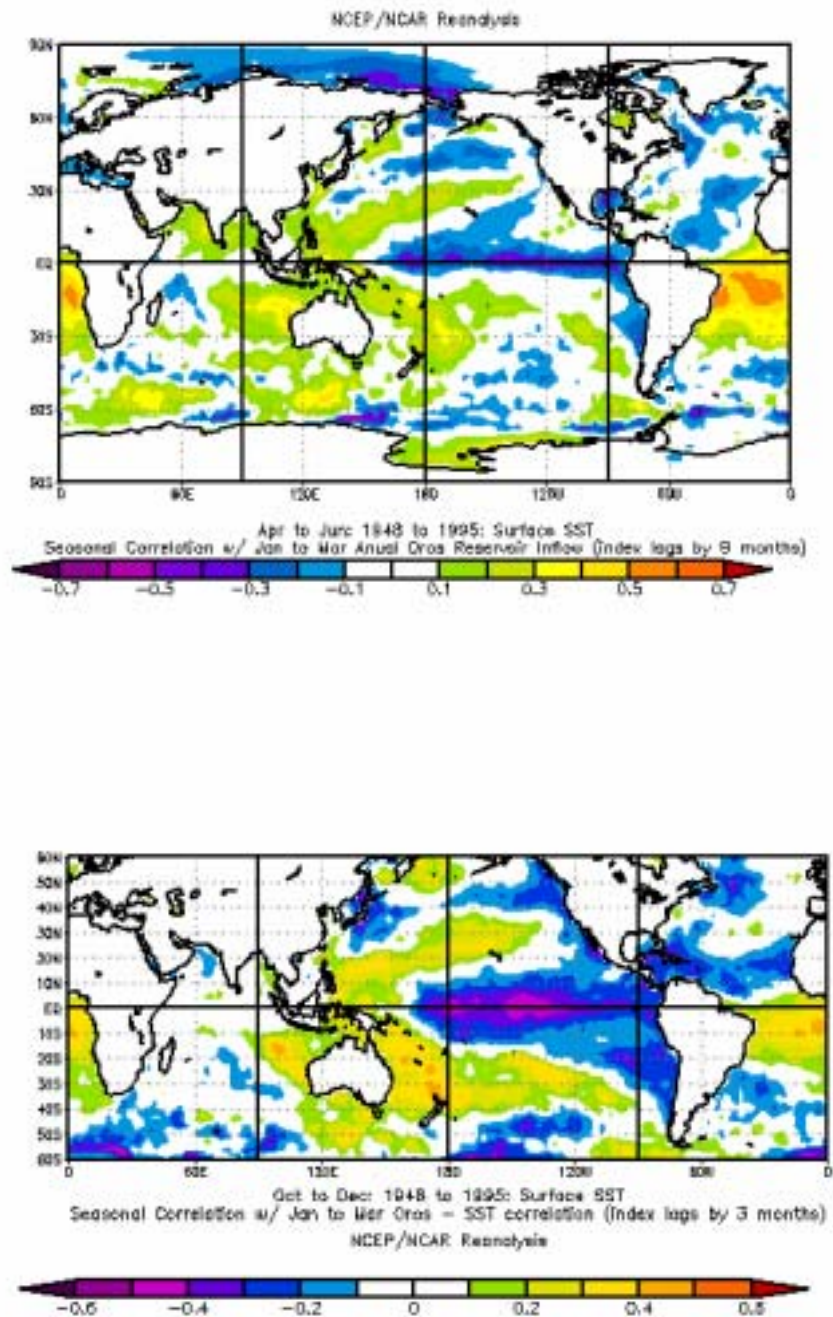 NCEP/NCAR Reanalysis
90N
60N
30N
EQ
30S
60S
90S
0 60E 120E 180 120W 60W 0
Apr to Jun: 1948 to 1995: Surface SST
Seasonal Correlation w/ Jan to Mar Anual Oros Reservoir Inflow (index lags by 9 months)
-0.7 -0.5 -0.3 -0.1 0.1 0.3 0.5 0.7
60N
50N
40N
30N
20N
10N
EQ
10S
20S
30S
40S
50S
60S
0 60E 120E 180 120W 60W 0
Oct to Dec: 1948 to 1995: Surface SST
Seasonal Correlation w/ Jan to Mar Oros - SST correlation (index lags by 3 months)
NCEP/NCAR Reanalysis
-0.6 -0.4 -0.2 0 0.2 0.4 0.6